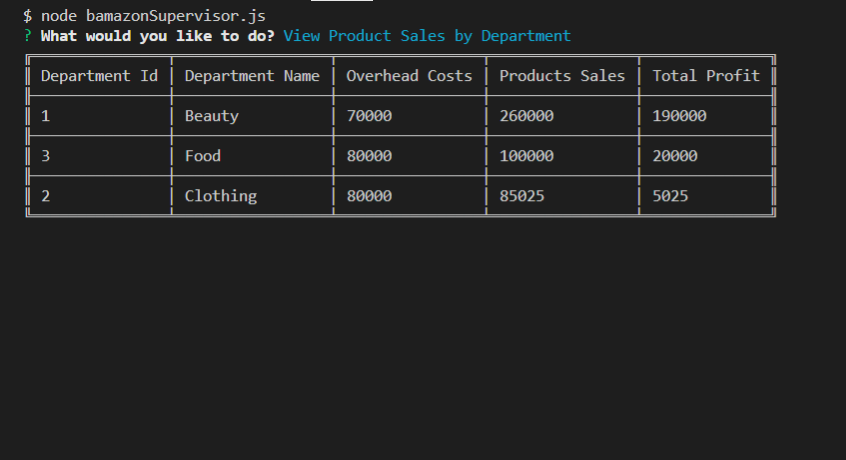 $ node bamazonSupervisor.js
? What would you like to do? View Product Sales by Department
Department Id Department Name Overhead Costs Products Sales Total Profit
1 Beauty 70000 260000 190000
3 Food 80000 100000 20000
2 Clothing 80000 85025 5025